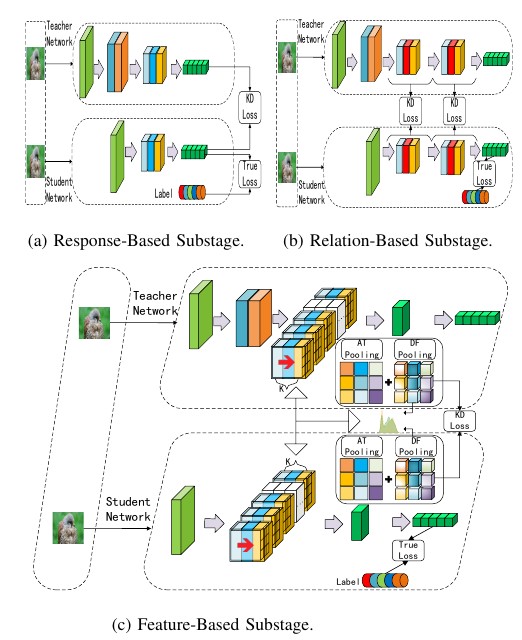 Teacher
Network
KD
Loss
True
Loss
Label
Student
Network
(a) Response-Based Substage.
Teacher
Network
KD
Loss
KD
Loss
True
Loss
Student
Network
(b) Relation-Based Substage.
Teacher
Network
K
AT
Pooling
DF
Pooling
KD
Loss
AT
Pooling
DF
Pooling
K
Student
Network
True
Loss
Label
(c) Feature-Based Substage.